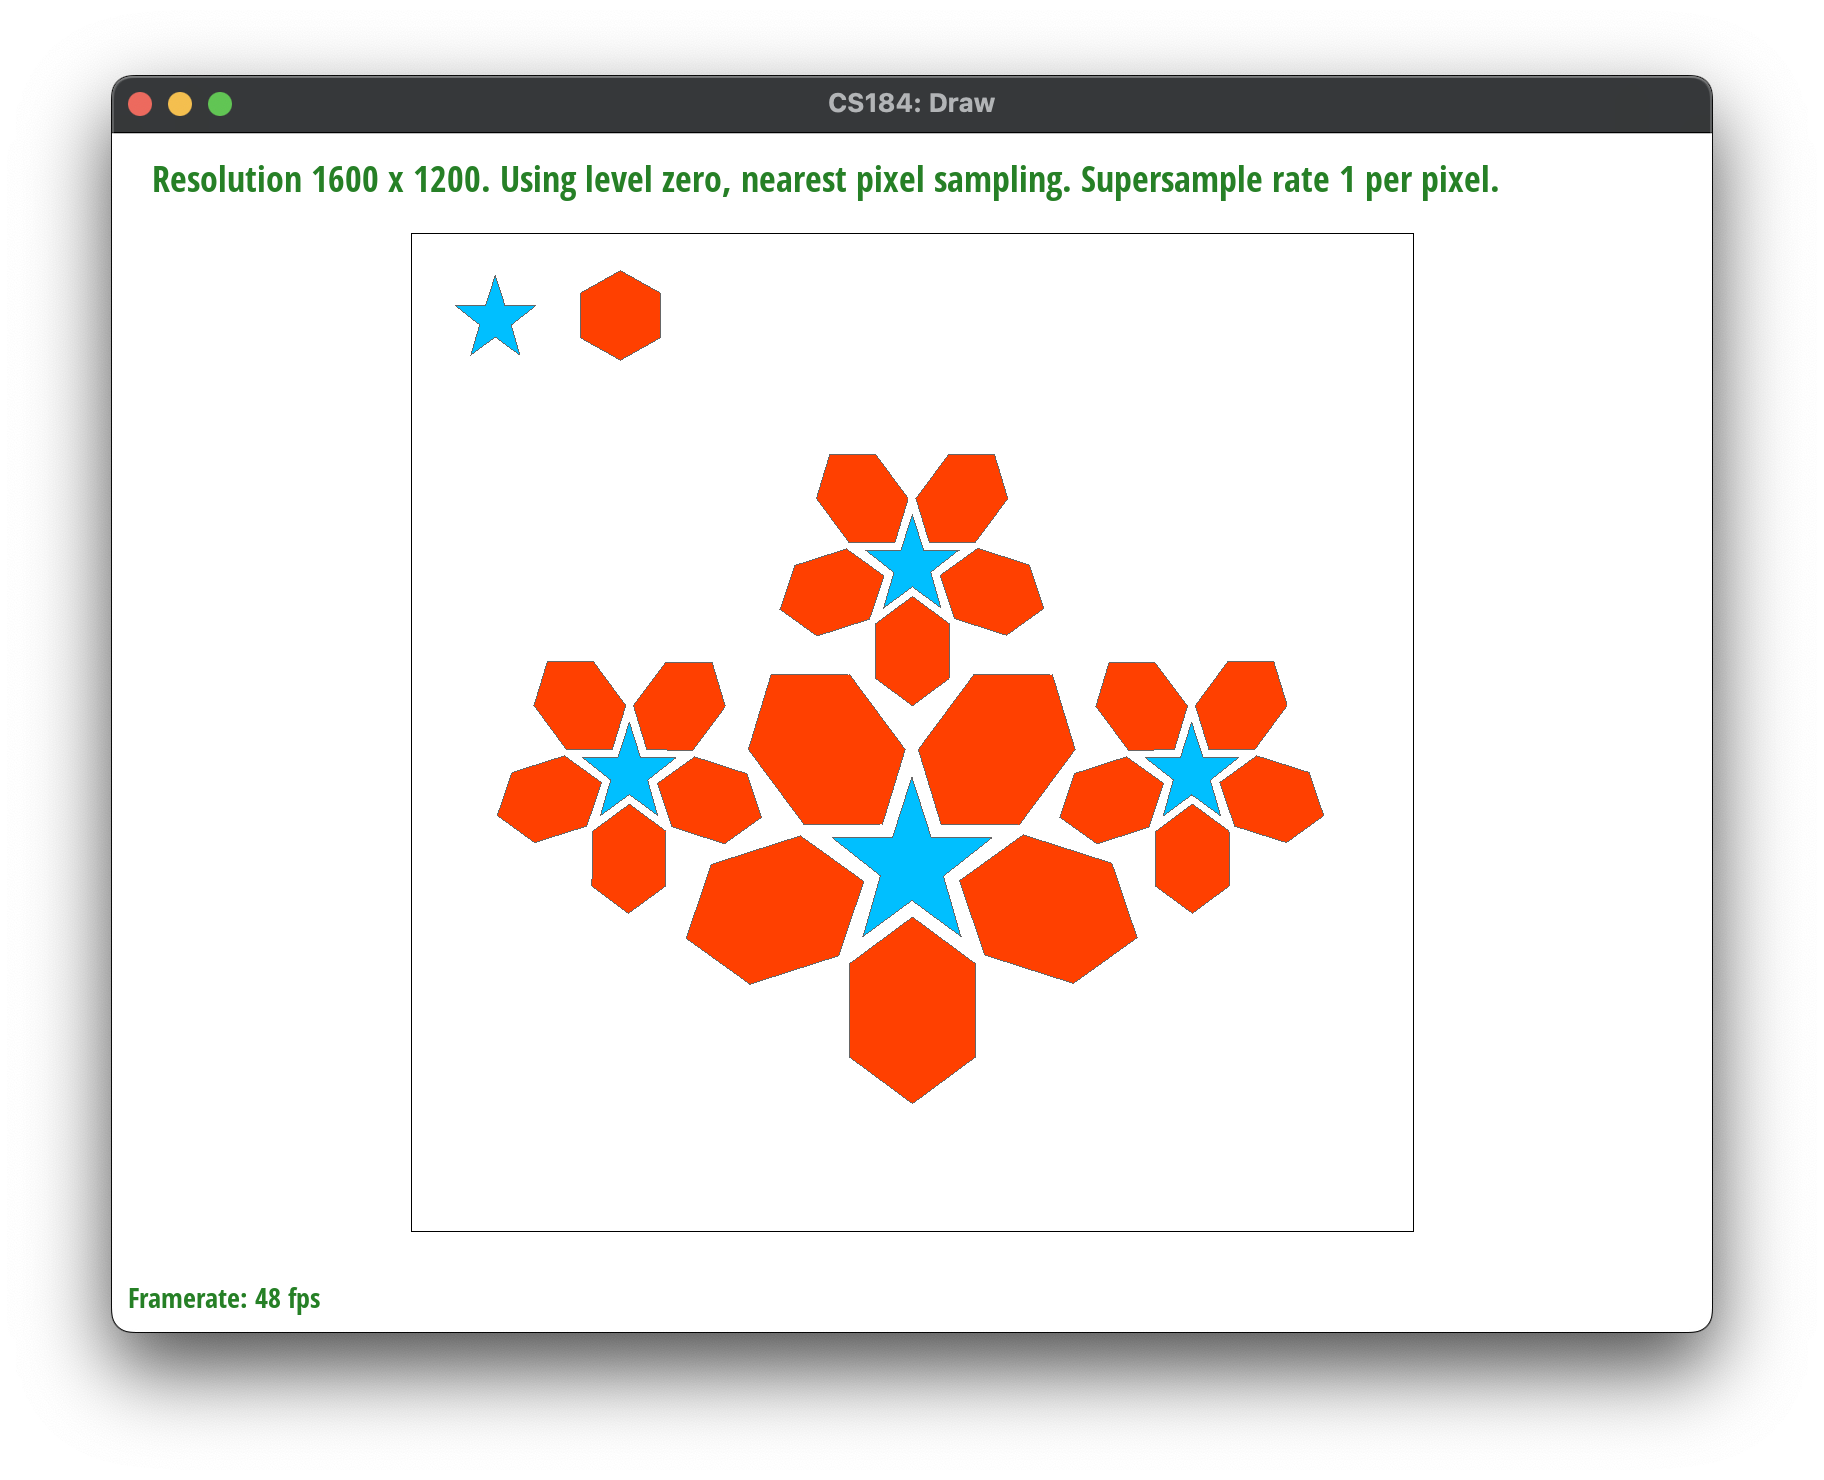 CS184: Draw
Resolution 1600 x 1200. Using level zero, nearest pixel sampling. Supersample rate 1 per pixel.
Framerate: 48 fps